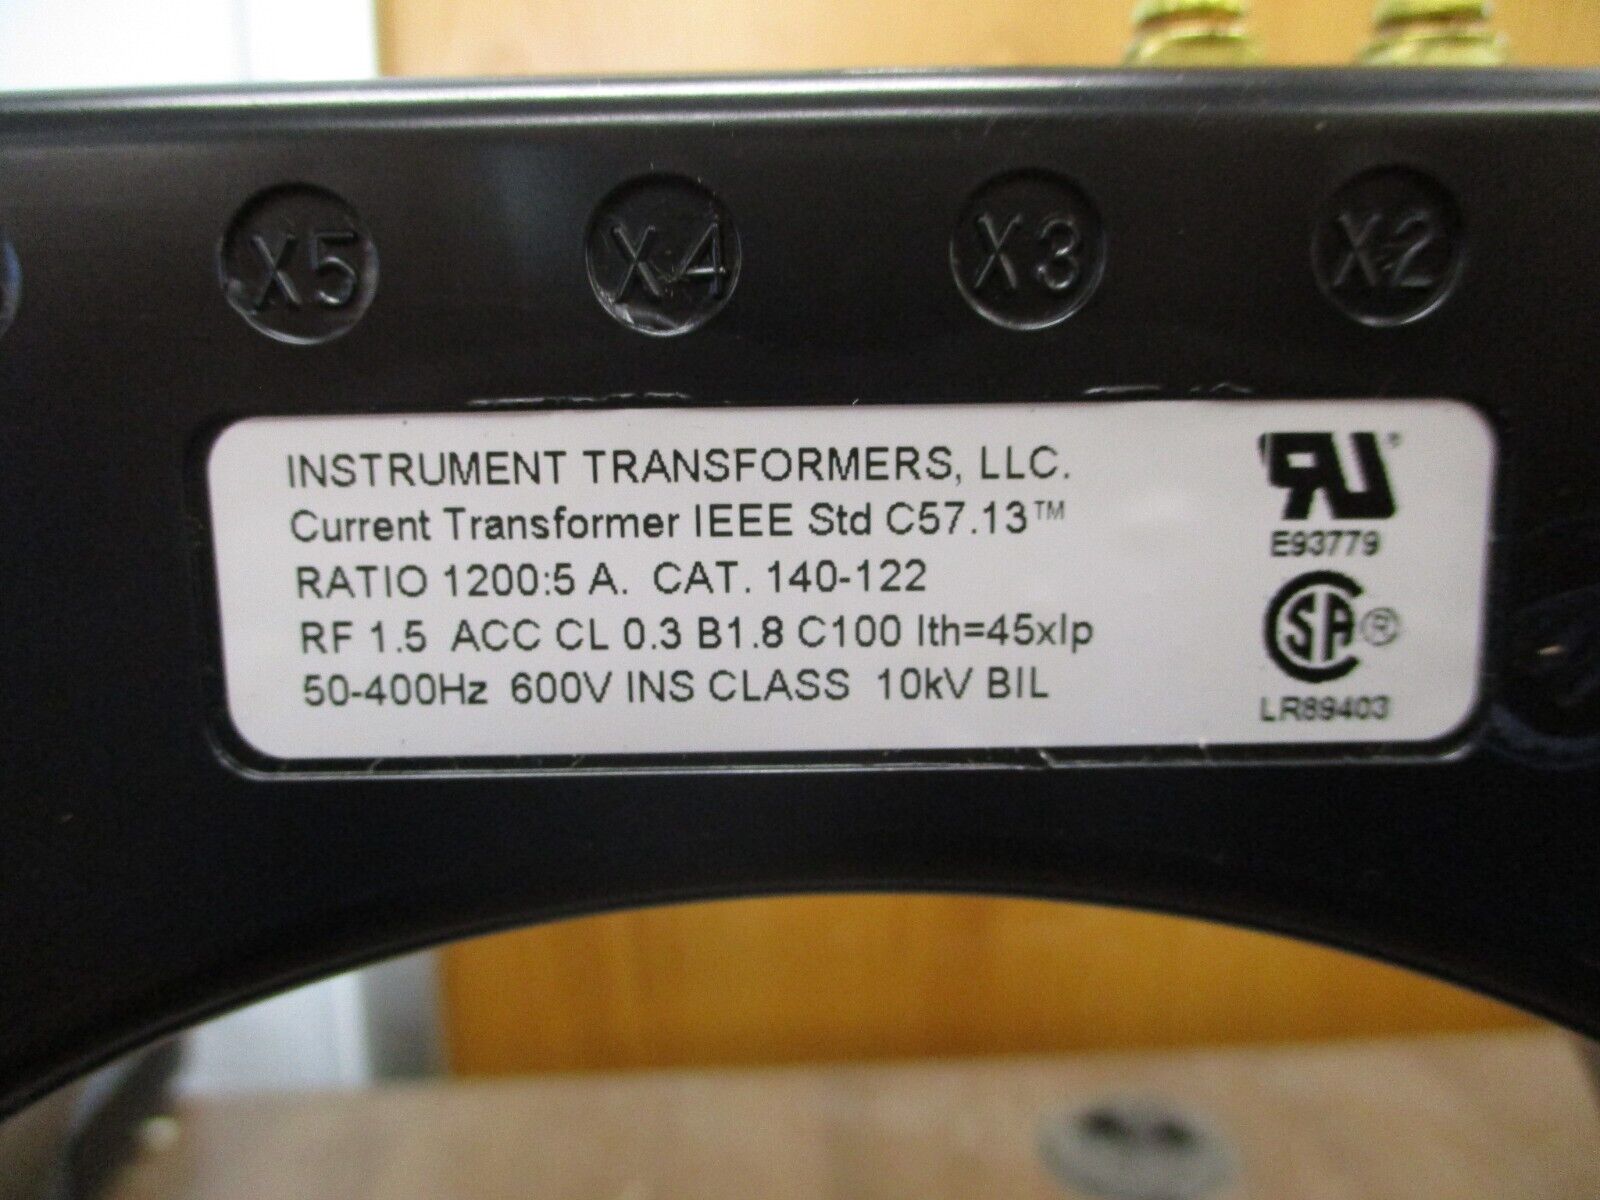 X5 X4 X3 X2
INSTRUMENT TRANSFORMERS, LLC.
Current Transformer IEEE Std C57.13™
RATIO 1200:5 A. CAT. 140-122
RF 1.5 ACC CL 0.3 B1.8 C100 Ith=45xIp
50-400Hz 600V INS CLASS 10kV BIL
RU®
E93779
SA®
LR89403